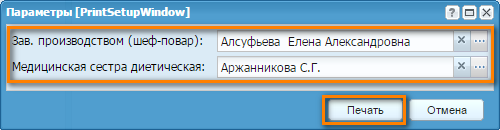 Параметры [PrintSetupWindow]
Зав. производством (шеф-повар): Алсуфьева  Елена Александровна
Медицинская сестра диетическая: Аржанникова С.Г.
Печать Отмена